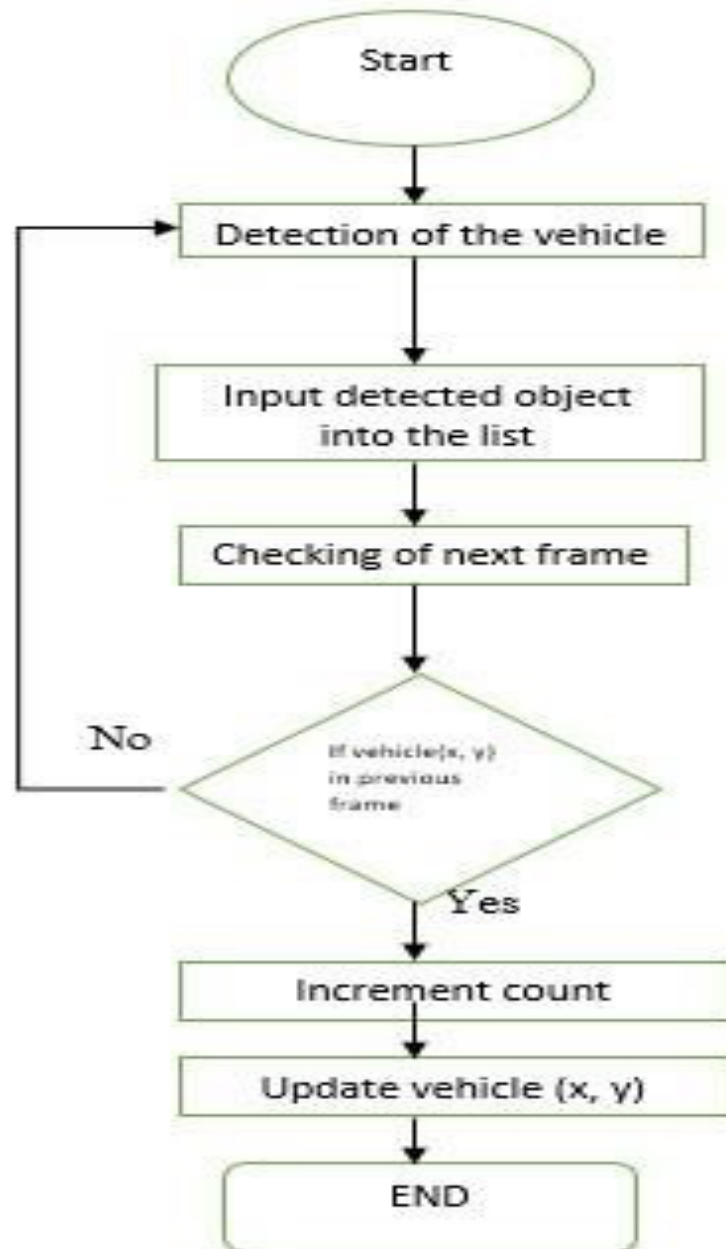 Start
Detection of the vehicle
Input detected object
into the list
Checking of next frame
No
If vehicle(x, y)
in previous
frame
Yes
Increment count
Update vehicle (x, y)
END